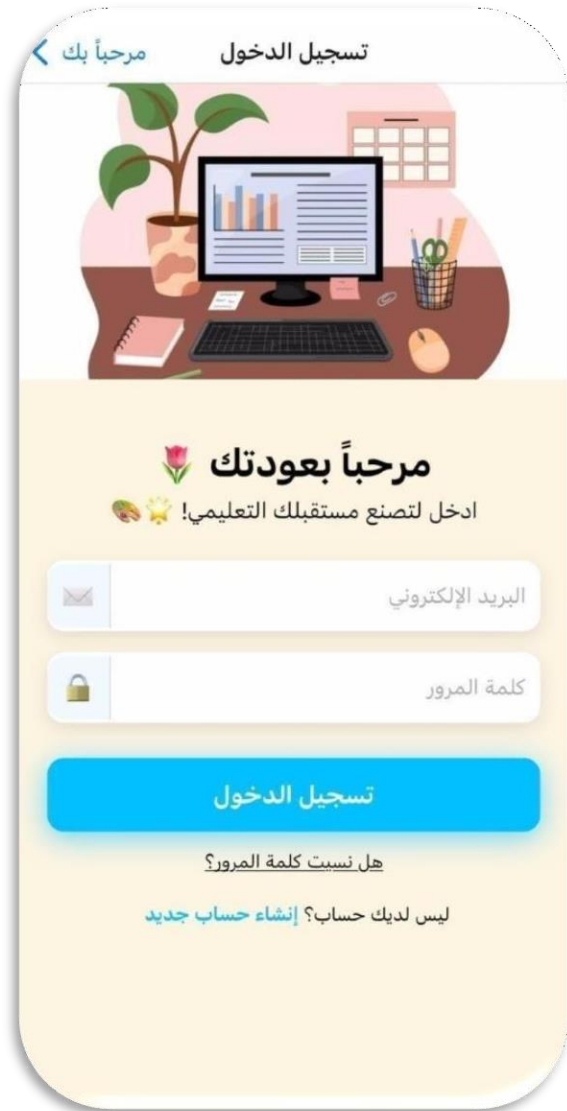 تسجيل الدخول
مرحباً بك
مرحباً بعودتك 🌷
ادخل لتصنع مستقبلك التعليمي! 🌟🎨
البريد الإلكتروني
كلمة المرور
تسجيل الدخول
هل نسيت كلمة المرور؟
ليس لديك حساب؟ إنشاء حساب جديد